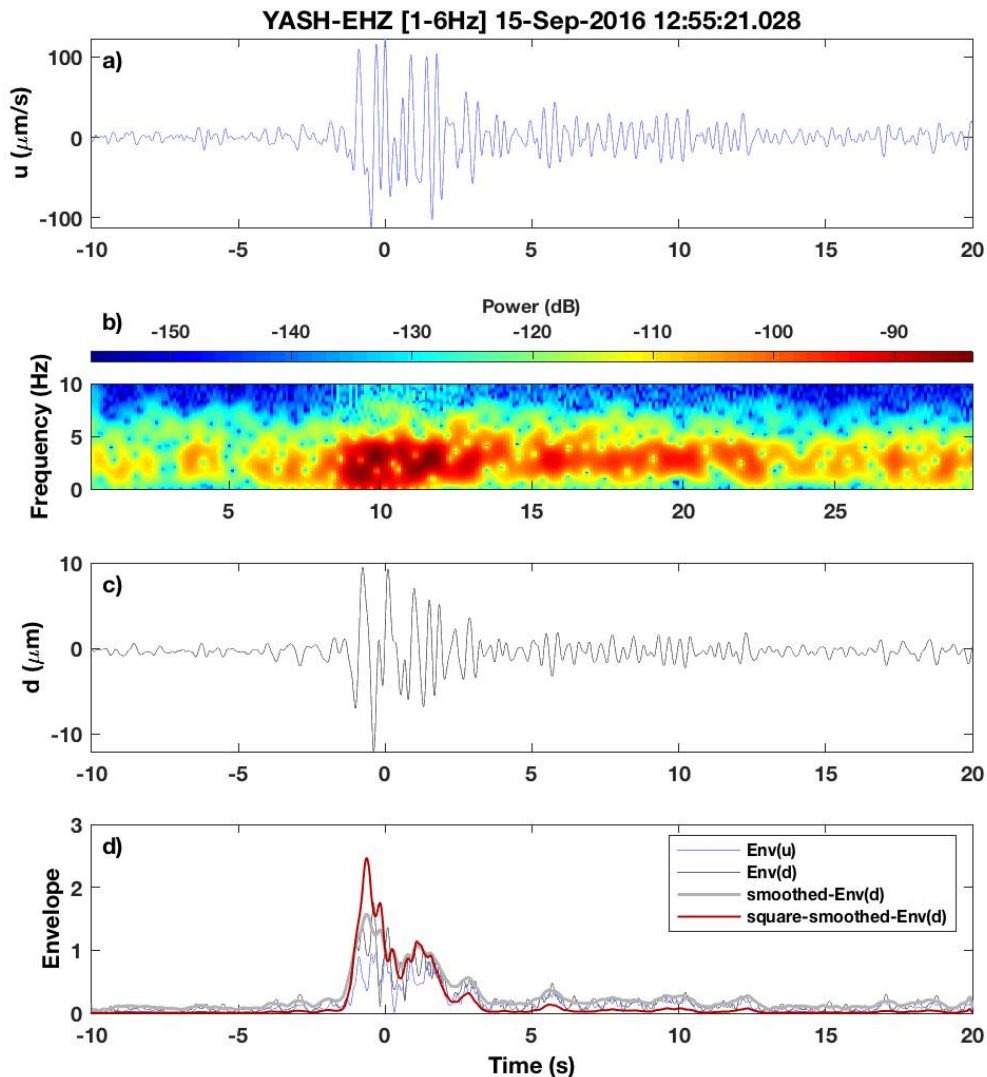 YASH-EHZ [1-6Hz] 15-Sep-2016 12:55:21.028
a)
u (μm/s)
100
0
-100
-10 -5 0 5 10 15 20
b)
Power (dB)
-150 -140 -130 -120 -110 -100 -90
Frequency (Hz)
10
5
0
5 10 15 20 25
c)
d (μm)
10
0
-10
-10 -5 0 5 10 15 20
d)
Envelope
3
2
1
0
Env(u)
Env(d)
smoothed-Env(d)
square-smoothed-Env(d)
-10 -5 0 5 10 15 20
Time (s)